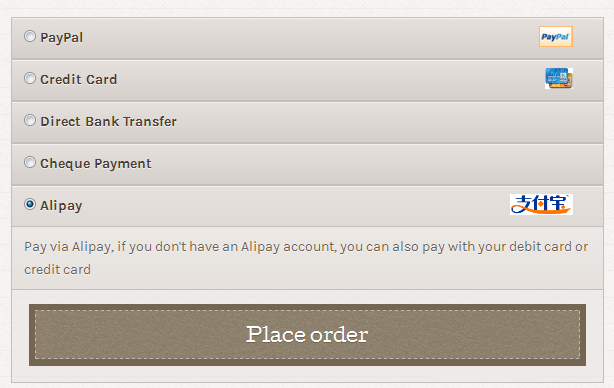 PayPal PayPal
Credit Card
Direct Bank Transfer
Cheque Payment
Alipay 支付宝
Pay via Alipay, if you don't have an Alipay account, you can also pay with your debit card or
credit card
Place order